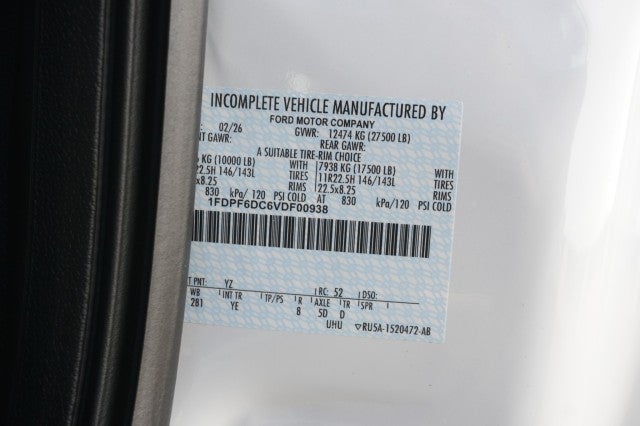 INCOMPLETE VEHICLE MANUFACTURED BY
FORD MOTOR COMPANY
02/26 GVWR: 12474 KG (27500 LB)
NT GAWR: REAR GAWR:
A SUITABLE TIRE-RIM CHOICE
KG (10000 LB) WITH 7938 KG (17500 LB) WITH
22.5H 146/143L TIRES 11R22.5H 146/143L TIRES
x8.25 RIMS 22.5x8.25 RIMS
830 kPa/ 120 PSI COLD AT 830 kPa/ 120 PSI COLD
1FDPF6DC6VDF00938
T PNT: YZ RC: 52 DSO:
WB INT TR TP/PS R AXLE TR SPR
281 YE 8 5D D
UHU RU5A-1520472-AB